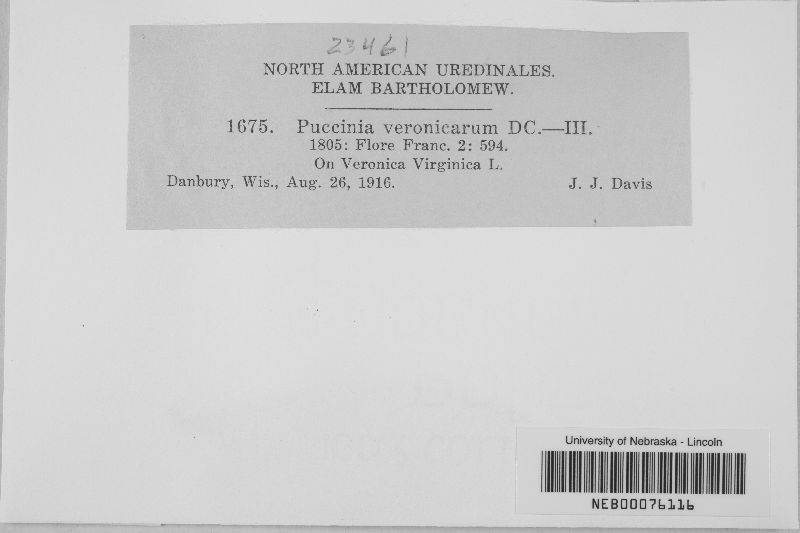 23461
NORTH AMERICAN UREDINALES.
ELAM BARTHOLOMEW.
1675. Puccinia veronicarum DC.—III.
1805: Flore Franc. 2: 594.
On Veronica Virginica L.
Danbury, Wis., Aug. 26, 1916. J. J. Davis
University of Nebraska - Lincoln
NEB00076116